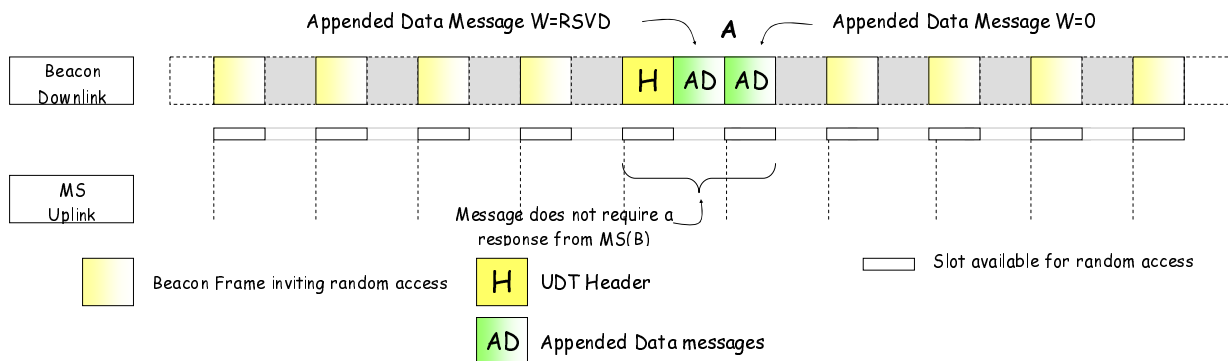 Appended Data Message W=RSVD
A
Appended Data Message W=0
Beacon
Downlink
H
AD
AD
MS
Uplink
Message does not require a
response from MS(B)
Beacon Frame inviting random access
H
UDT Header
Slot available for random access
AD
Appended Data messages